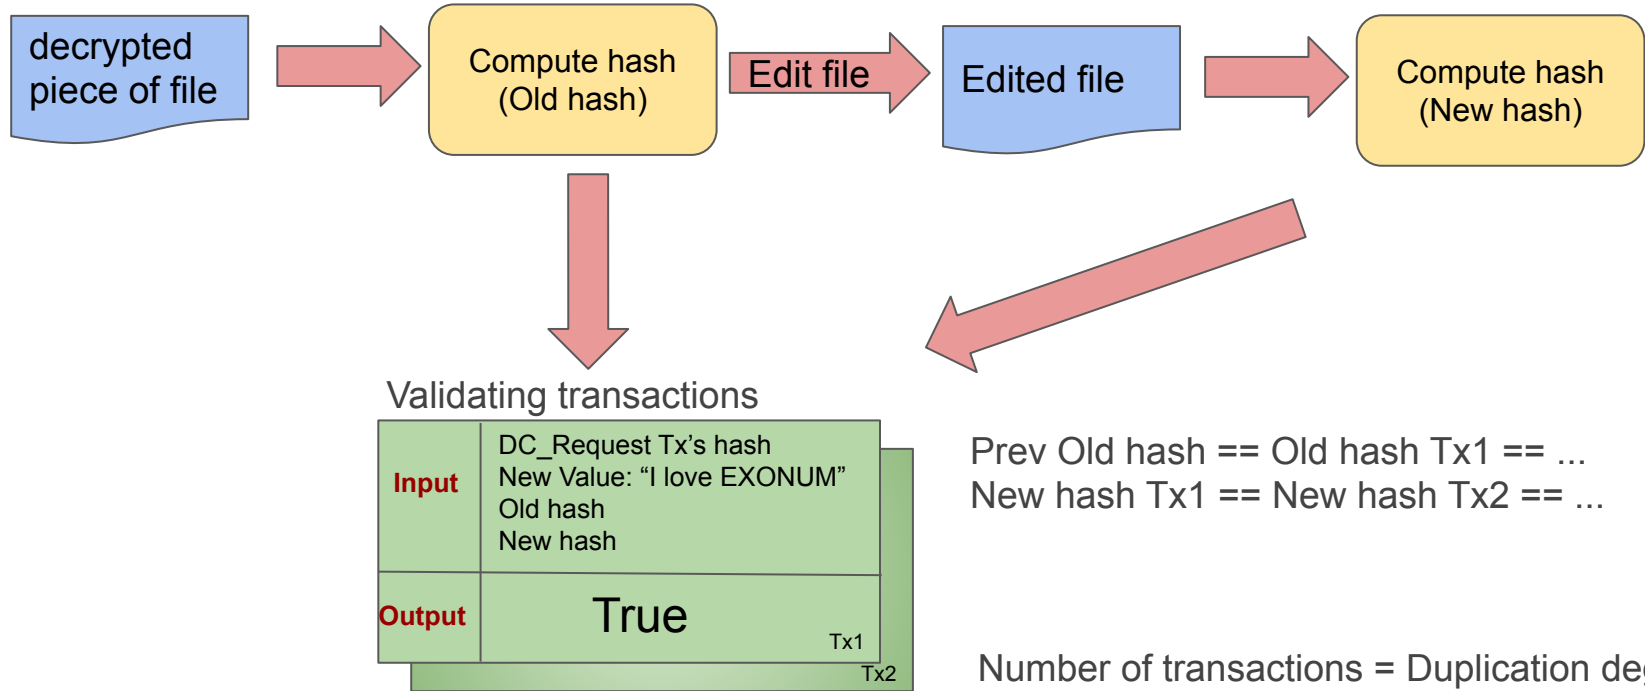 decrypted
piece of file
Compute hash
(Old hash)
Edit file
Edited file
Compute hash
(New hash)
Validating transactions
Input
DC_Request Tx’s hash
New Value: “I love EXONUM”
Old hash
New hash
Output
True
Tx1
Tx2
Prev Old hash == Old hash Tx1 == ...
New hash Tx1 == New hash Tx2 == ...
Number of transactions = Duplication